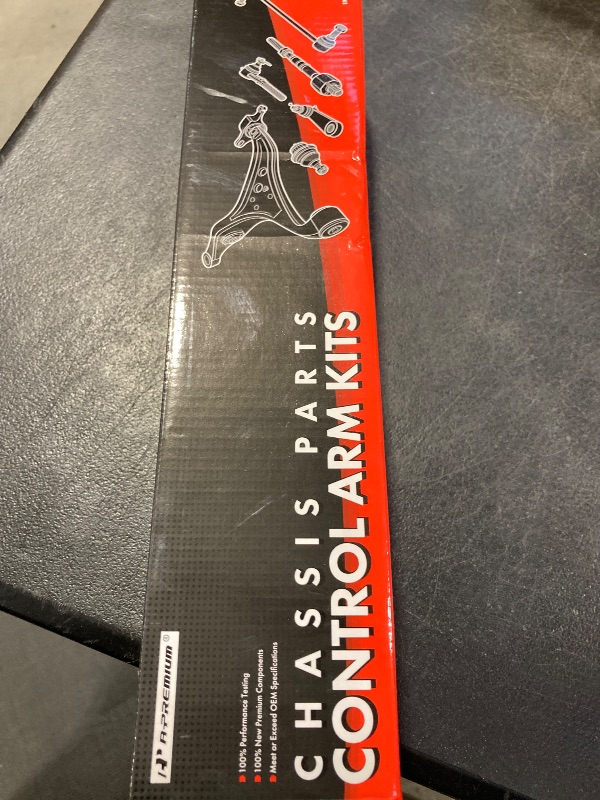 A-PREMIUM®
100% Performance Testing
100% New Premium Components
Meet or Exceed OEM Specifications
CHASSIS PARTS
CONTROL ARM KITS